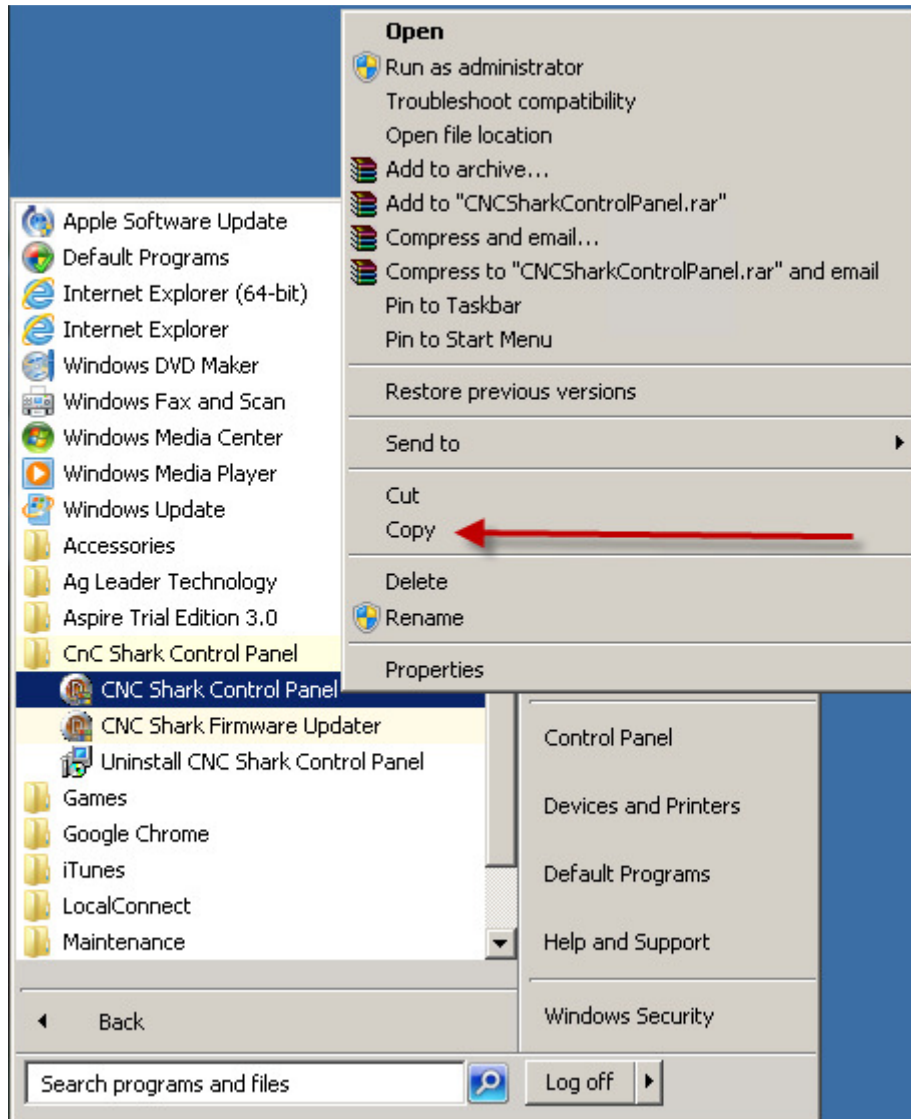 Open
Run as administrator
Troubleshoot compatibility
Open file location
Add to archive...
Add to "CNCSharkControlPanel.rar"
Compress and email...
Compress to "CNCSharkControlPanel.rar" and email
Pin to Taskbar
Pin to Start Menu
Restore previous versions
Send to
Cut
Copy
Delete
Rename
Properties
Apple Software Update
Default Programs
Internet Explorer (64-bit)
Internet Explorer
Windows DVD Maker
Windows Fax and Scan
Windows Media Center
Windows Media Player
Windows Update
Accessories
Ag Leader Technology
Aspire Trial Edition 3.0
CnC Shark Control Panel
CNC Shark Control Panel
CNC Shark Firmware Updater
Uninstall CNC Shark Control Panel
Games
Google Chrome
iTunes
LocalConnect
Maintenance
Back
Search programs and files
Control Panel
Devices and Printers
Default Programs
Help and Support
Windows Security
Log off